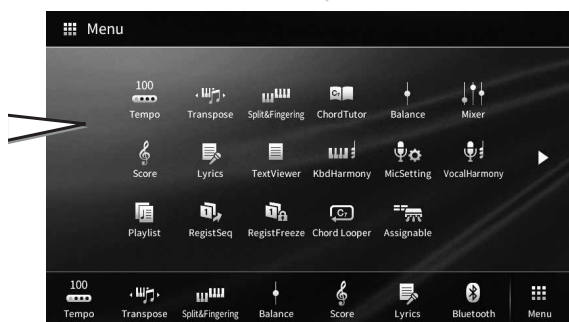 Menu
100
Tempo Transpose Split&Fingering ChordTutor Balance Mixer
Score Lyrics TextViewer KbdHarmony MicSetting VocalHarmony
Playlist RegistSeq RegistFreeze Chord Looper Assignable
100
Tempo Transpose Split&Fingering Balance Score Lyrics Bluetooth Menu